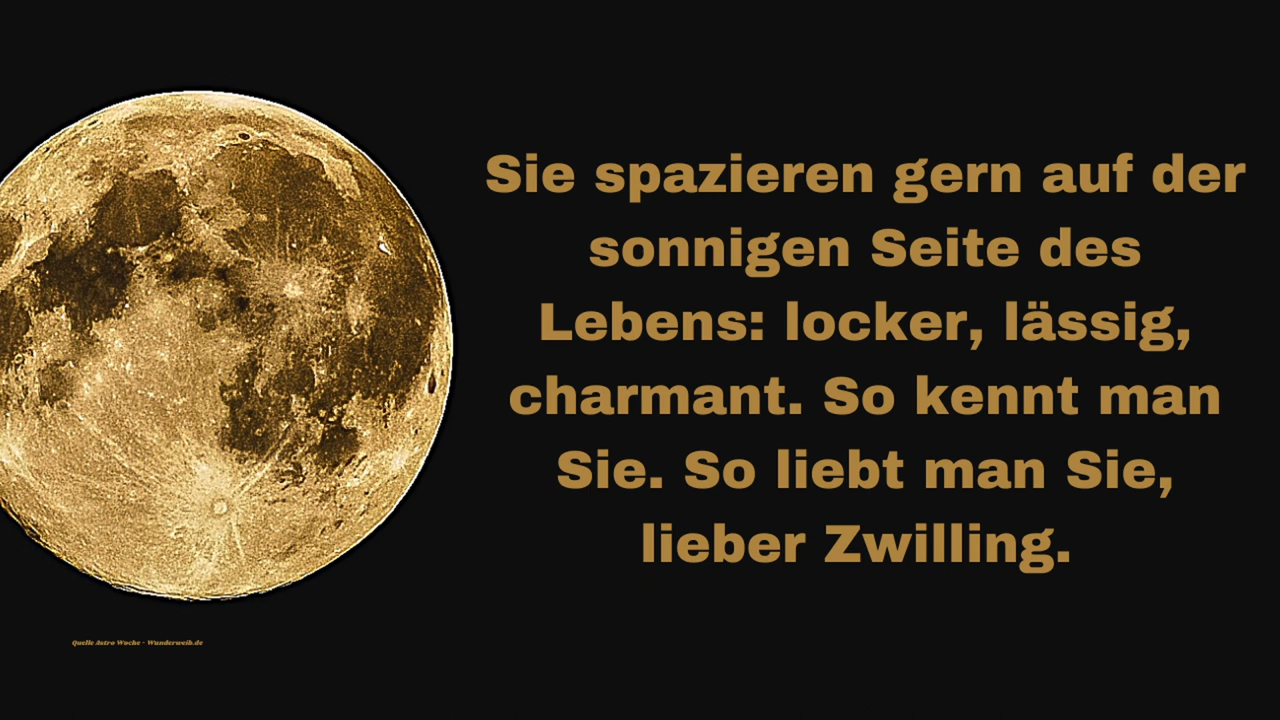 Sie spazieren gern auf der
sonnigen Seite des
Lebens: locker, lässig,
charmant. So kennt man
Sie. So liebt man Sie,
lieber Zwilling.
Quelle Astro Woche - Wunderweib.de